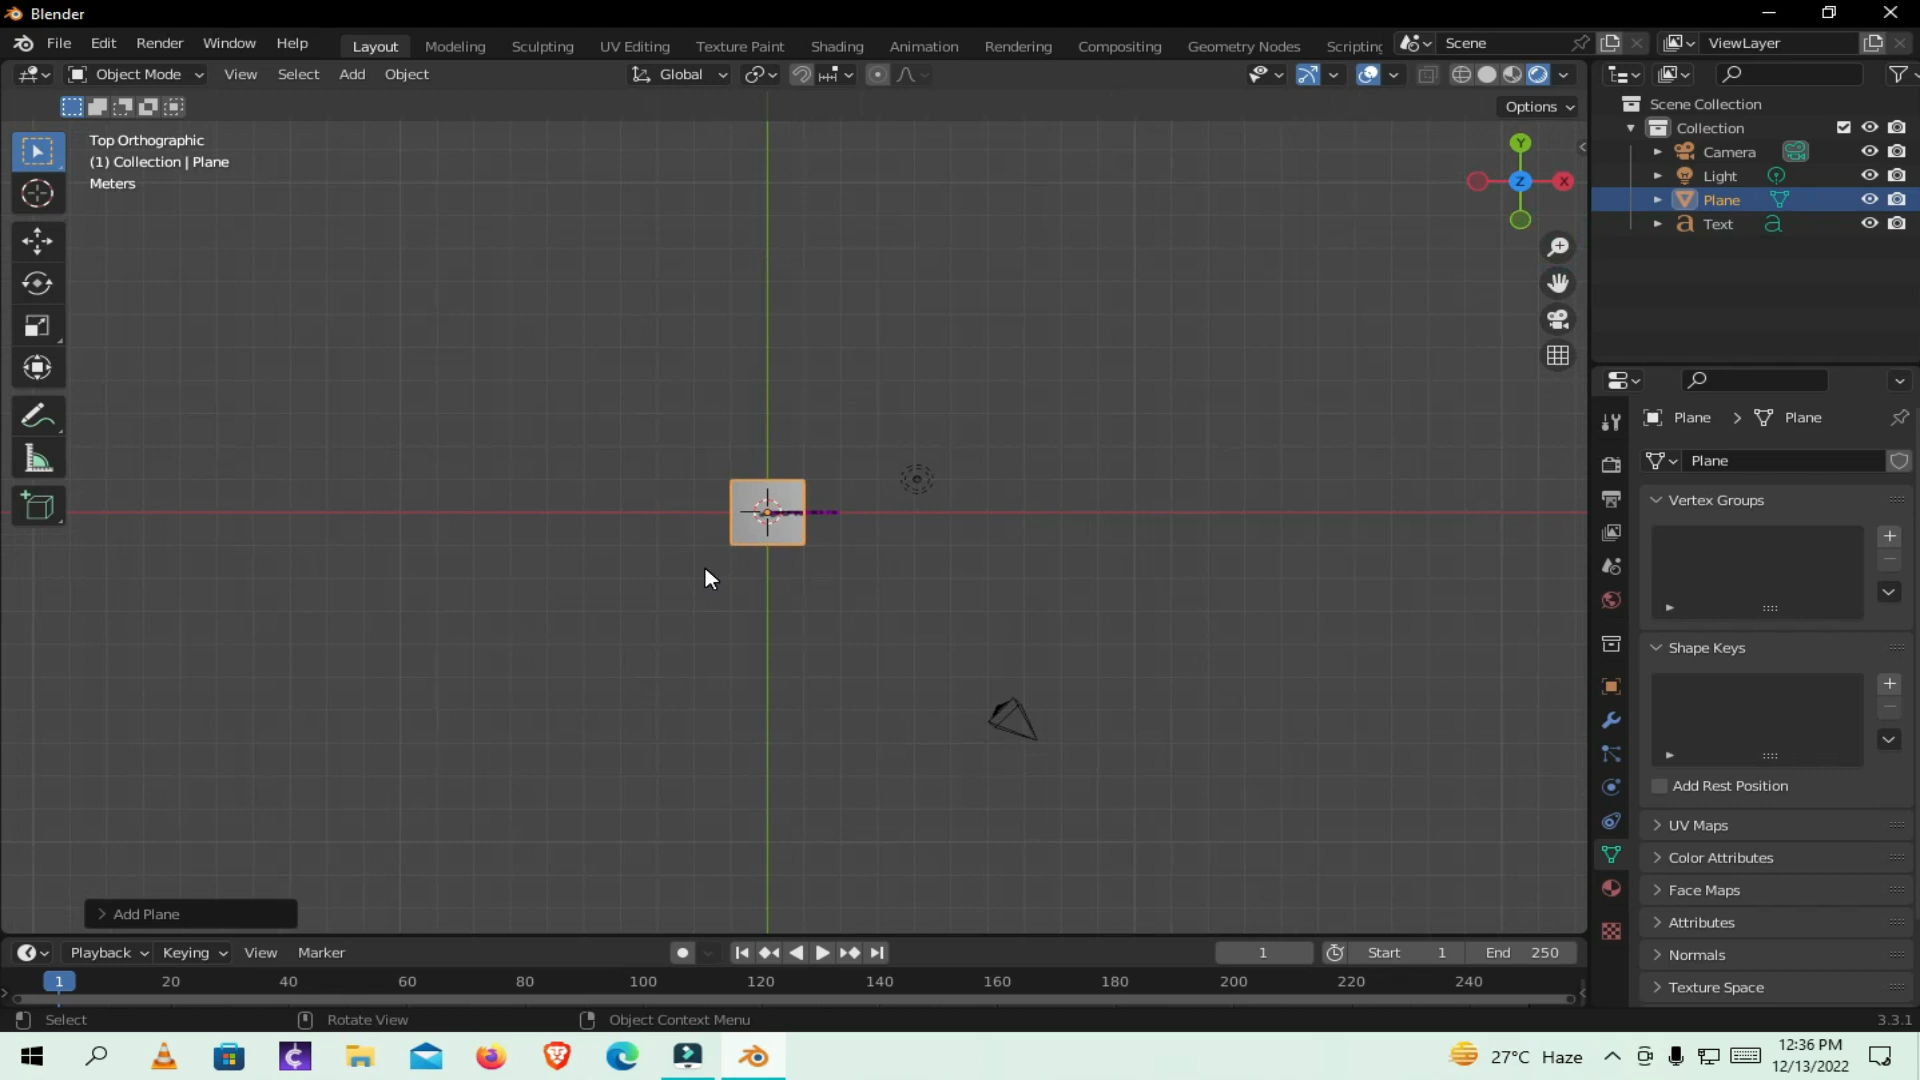 Blender
File Edit Render Window Help Layout Modeling Sculpting UV Editing Texture Paint Shading Animation Rendering Compositing Geometry Nodes Scripting Scene ViewLayer
Object Mode View Select Add Object Global
Options
Top Orthographic
(1) Collection | Plane
Meters
Y
Z
X
Scene Collection
Collection
Camera
Light
Plane
Text
Plane > Plane
Plane
Vertex Groups
Shape Keys
Add Rest Position
UV Maps
Color Attributes
Face Maps
Attributes
Normals
Texture Space
Add Plane
Playback Keying View Marker 1 Start 1 End 250
1 20 40 60 80 100 120 140 160 180 200 220 240
Select Rotate View Object Context Menu 3.3.1
27°C Haze 12:36 PM
12/13/2022